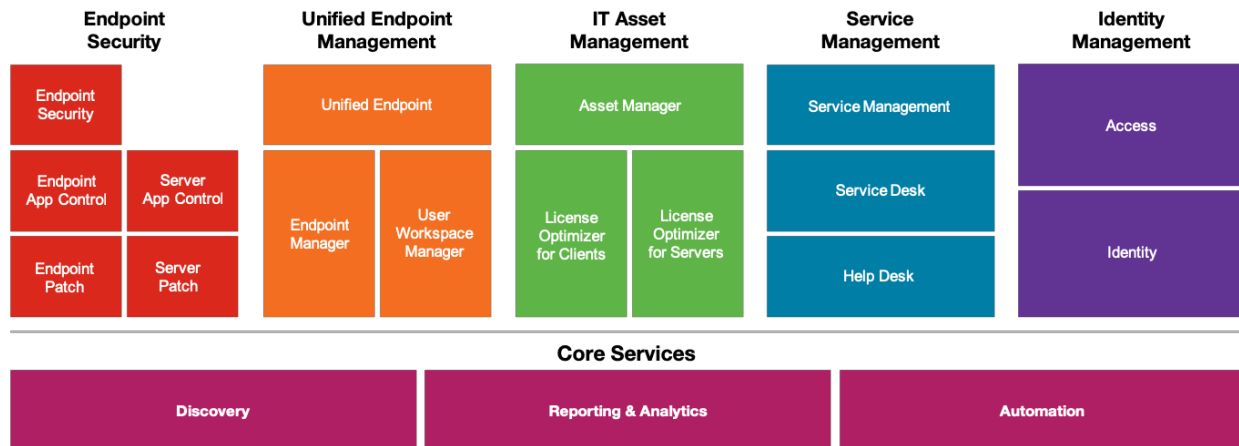 Endpoint
Security
Unified Endpoint
Management
IT Asset
Management
Service
Management
Identity
Management
Endpoint
Security
Endpoint
App Control
Server
App Control
Endpoint
Patch
Server
Patch
Unified Endpoint
Endpoint
Manager
User
Workspace
Manager
Asset Manager
License
Optimizer
for Clients
License
Optimizer
for Servers
Service Management
Service Desk
Help Desk
Access
Identity
Core Services
Discovery
Reporting & Analytics
Automation